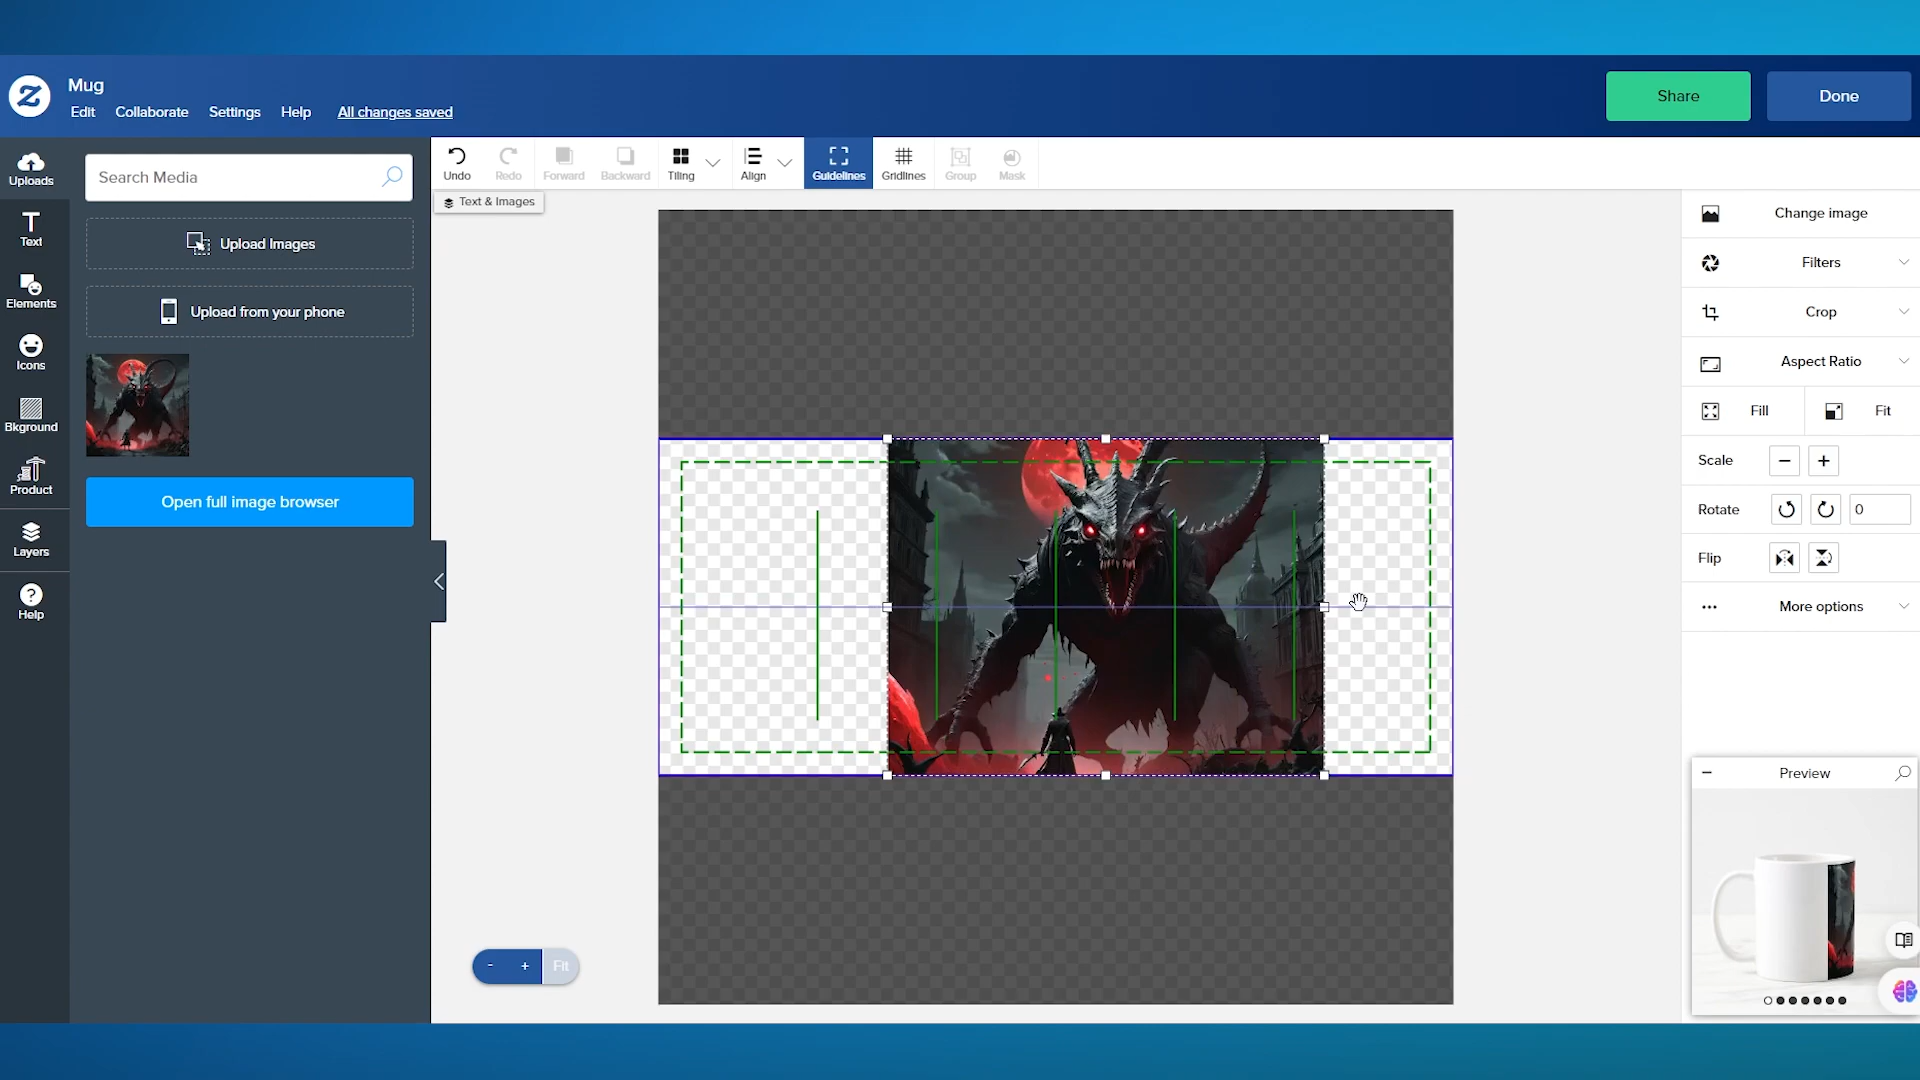 Mug
Edit Collaborate Settings Help All changes saved
Share Done
Uploads
Text
Elements
Icons
Bkground
Product
Layers
Help
Search Media
Upload Images
Upload from your phone
Open full image browser
Undo Redo Forward Backward Tiling Align Guidelines Gridlines Group Mask
Text & Images
- + Fit
Change image
Filters
Crop
Aspect Ratio
Fill Fit
Scale
Rotate 0
Flip
More options
Preview